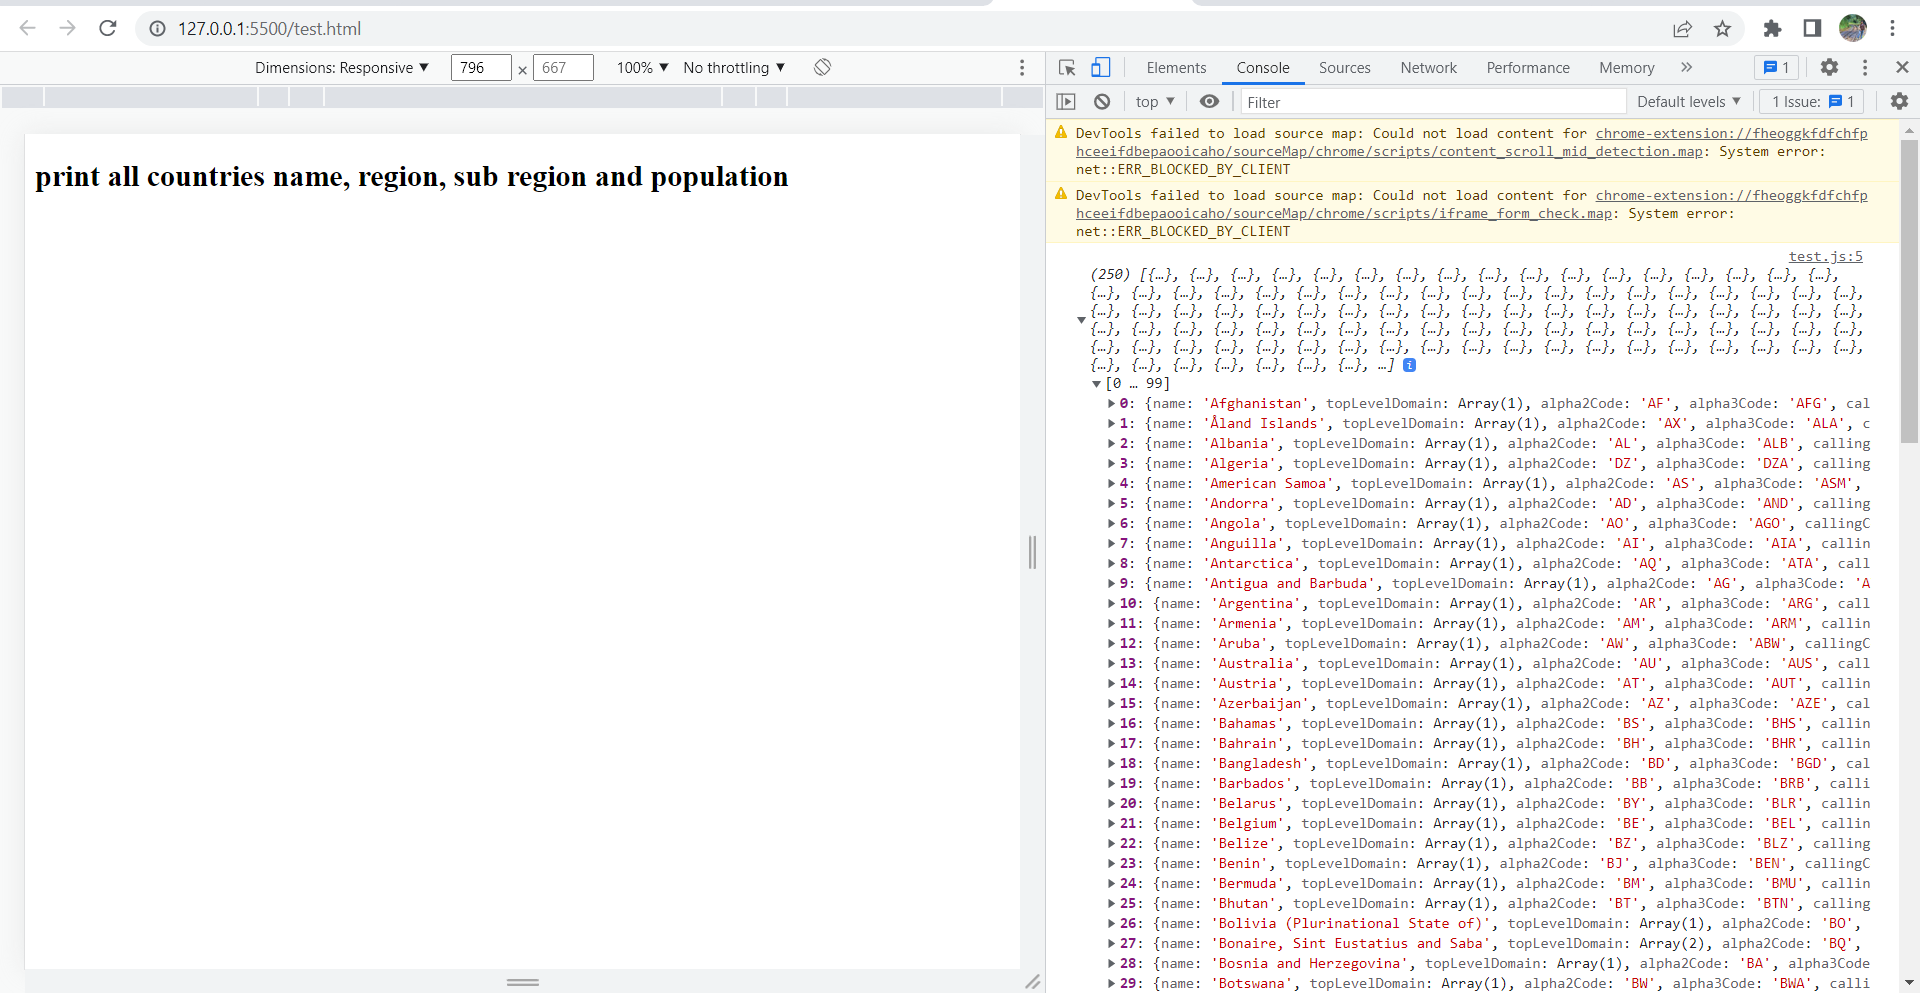 127.0.0.1:5500/test.html
Dimensions: Responsive ▼ 796 × 667 100% ▼ No throttling ▼
Elements Console Sources Network Performance Memory » 1
top ▼ Filter Default levels ▼ 1 Issue: 1
print all countries name, region, sub region and population
DevTools failed to load source map: Could not load content for chrome-extension://fheoggkfdfchfp
hceeifdbepaooicaho/sourceMap/chrome/scripts/content_scroll_mid_detection.map: System error:
net::ERR_BLOCKED_BY_CLIENT
DevTools failed to load source map: Could not load content for chrome-extension://fheoggkfdfchfp
hceeifdbepaooicaho/sourceMap/chrome/scripts/iframe_form_check.map: System error:
net::ERR_BLOCKED_BY_CLIENT
test.js:5
(250) [{…}, {…}, {…}, {…}, {…}, {…}, {…}, {…}, {…}, {…}, {…}, {…}, {…}, {…}, {…}, {…}, {…},
{…}, {…}, {…}, {…}, {…}, {…}, {…}, {…}, {…}, {…}, {…}, {…}, {…}, {…}, {…}, {…}, {…}, {…}, {…},
{…}, {…}, {…}, {…}, {…}, {…}, {…}, {…}, {…}, {…}, {…}, {…}, {…}, {…}, {…}, {…}, {…}, {…}, {…},
{…}, {…}, {…}, {…}, {…}, {…}, {…}, {…}, {…}, {…}, {…}, {…}, {…}, {…}, {…}, {…}, {…}, {…}, {…},
{…}, {…}, {…}, {…}, {…}, {…}, {…}, {…}, {…}, {…}, {…}, {…}, {…}, {…}, {…}, {…}, {…}, {…}, {…},
{…}, {…}, {…}, {…}, {…}, {…}, {…}, …] i
[0 … 99]
0: {name: 'Afghanistan', topLevelDomain: Array(1), alpha2Code: 'AF', alpha3Code: 'AFG', cal
1: {name: 'Åland Islands', topLevelDomain: Array(1), alpha2Code: 'AX', alpha3Code: 'ALA', c
2: {name: 'Albania', topLevelDomain: Array(1), alpha2Code: 'AL', alpha3Code: 'ALB', calling
3: {name: 'Algeria', topLevelDomain: Array(1), alpha2Code: 'DZ', alpha3Code: 'DZA', calling
4: {name: 'American Samoa', topLevelDomain: Array(1), alpha2Code: 'AS', alpha3Code: 'ASM',
5: {name: 'Andorra', topLevelDomain: Array(1), alpha2Code: 'AD', alpha3Code: 'AND', calling
6: {name: 'Angola', topLevelDomain: Array(1), alpha2Code: 'AO', alpha3Code: 'AGO', callingC
7: {name: 'Anguilla', topLevelDomain: Array(1), alpha2Code: 'AI', alpha3Code: 'AIA', callin
8: {name: 'Antarctica', topLevelDomain: Array(1), alpha2Code: 'AQ', alpha3Code: 'ATA', call
9: {name: 'Antigua and Barbuda', topLevelDomain: Array(1), alpha2Code: 'AG', alpha3Code: 'A
10: {name: 'Argentina', topLevelDomain: Array(1), alpha2Code: 'AR', alpha3Code: 'ARG', call
11: {name: 'Armenia', topLevelDomain: Array(1), alpha2Code: 'AM', alpha3Code: 'ARM', callin
12: {name: 'Aruba', topLevelDomain: Array(1), alpha2Code: 'AW', alpha3Code: 'ABW', callingC
13: {name: 'Australia', topLevelDomain: Array(1), alpha2Code: 'AU', alpha3Code: 'AUS', call
14: {name: 'Austria', topLevelDomain: Array(1), alpha2Code: 'AT', alpha3Code: 'AUT', callin
15: {name: 'Azerbaijan', topLevelDomain: Array(1), alpha2Code: 'AZ', alpha3Code: 'AZE', call
16: {name: 'Bahamas', topLevelDomain: Array(1), alpha2Code: 'BS', alpha3Code: 'BHS', callin
17: {name: 'Bahrain', topLevelDomain: Array(1), alpha2Code: 'BH', alpha3Code: 'BHR', callin
18: {name: 'Bangladesh', topLevelDomain: Array(1), alpha2Code: 'BD', alpha3Code: 'BGD', cal
19: {name: 'Barbados', topLevelDomain: Array(1), alpha2Code: 'BB', alpha3Code: 'BRB', calli
20: {name: 'Belarus', topLevelDomain: Array(1), alpha2Code: 'BY', alpha3Code: 'BLR', callin
21: {name: 'Belgium', topLevelDomain: Array(1), alpha2Code: 'BE', alpha3Code: 'BEL', callin
22: {name: 'Belize', topLevelDomain: Array(1), alpha2Code: 'BZ', alpha3Code: 'BLZ', calling
23: {name: 'Benin', topLevelDomain: Array(1), alpha2Code: 'BJ', alpha3Code: 'BEN', callingC
24: {name: 'Bermuda', topLevelDomain: Array(1), alpha2Code: 'BM', alpha3Code: 'BMU', callin
25: {name: 'Bhutan', topLevelDomain: Array(1), alpha2Code: 'BT', alpha3Code: 'BTN', calling
26: {name: 'Bolivia (Plurinational State of)', topLevelDomain: Array(1), alpha2Code: 'BO',
27: {name: 'Bonaire, Sint Eustatius and Saba', topLevelDomain: Array(2), alpha2Code: 'BQ',
28: {name: 'Bosnia and Herzegovina', topLevelDomain: Array(1), alpha2Code: 'BA', alpha3Code
29: {name: 'Botswana', topLevelDomain: Array(1), alpha2Code: 'BW', alpha3Code: 'BWA', calli